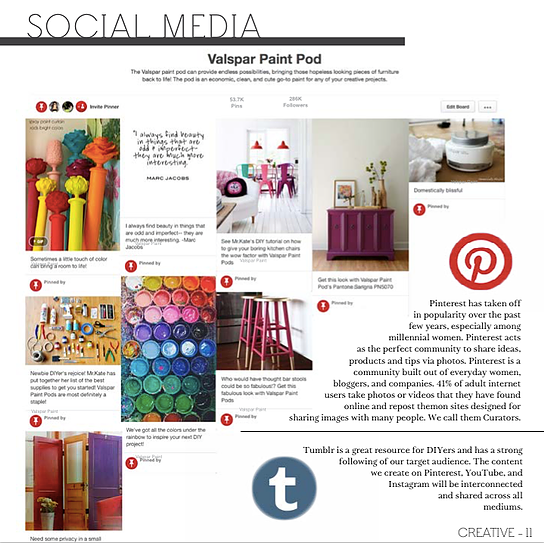 SOCIAL MEDIA
Valspar Paint Pod
The Valspar paint pod can provide endless possibilities, bringing those hopeless looking pieces of furniture
back to life! The pod is an economic, clean, and cute go-to paint for any of your creative projects.
Invite Pinner
53.7K
Pins
286K
Followers
Edit Board
"I always find beauty
in things that are
odd & imperfect-
they are much more
interesting."
MARC JACOBS
GIF
Sometimes a little touch of color
can bring a room to life!
Pinned by
I always find beauty in things that
are odd and imperfect-- they are
much more interesting. -Marc
Jacobs
Valspar Paint
Pinned by
See Mr.Kate's DIY tutorial on how
to give your boring kitchen chairs
the wow factor with Valspar Paint
Pods
Valspar Paint
Pinned by
Get this look with Valspar Paint
Pod's Pantone Sangria PN5070
Pinned by
Domestically blissful
Pinned by
Newbie DIYer's rejoice! Mr.Kate has
put together her list of the best
supplies to get you started! Valspar
Paint Pods are most definitely a
staple!
Valspar Paint
Pinned by
We've got all the colors under the
rainbow to inspire your next DIY
project!
Valspar Paint
Pinned by
Who would have thought bar stools
could be so fabulous!? Get this
fabulous look with Valspar Paint
Pods
Valspar Paint
Pinned by
Need some privacy in a small
Pinterest has taken off
in popularity over the past
few years, especially among
millennial women. Pinterest acts
as the perfect community to share ideas,
products and tips via photos. Pinterest is a
community built out of everyday women,
bloggers, and companies. 41% of adult internet
users take photos or videos that they have found
online and repost themon sites designed for
sharing images with many people. We call them Curators.
t
Tumblr is a great resource for DIYers and has a strong
following of our target audience. The content
we create on Pinterest, YouTube, and
Instagram will be interconnected
and shared across all
mediums.
CREATIVE - 11